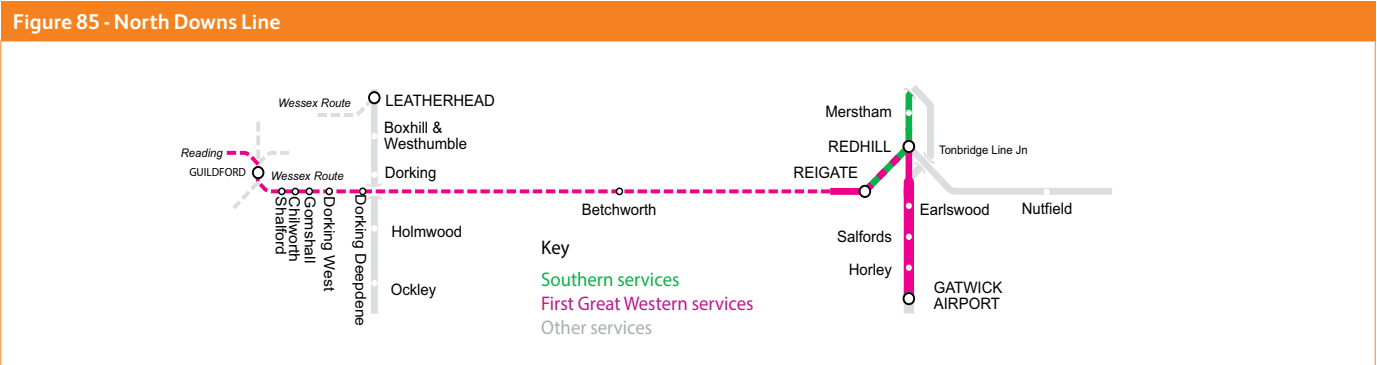 Figure 85 - North Downs Line
Wessex Route
LEATHERHEAD
Boxhill &
Westhumble
Dorking
Reading
GUILDFORD
Wessex Route
Shalford
Chilworth
Gomshall
Dorking West
Dorking Deepdene
Holmwood
Ockley
Betchworth
Merstham
REDHILL
Tonbridge Line Jn
REIGATE
Earlswood
Nutfield
Salfords
Horley
GATWICK
AIRPORT
Key
Southern services
First Great Western services
Other services